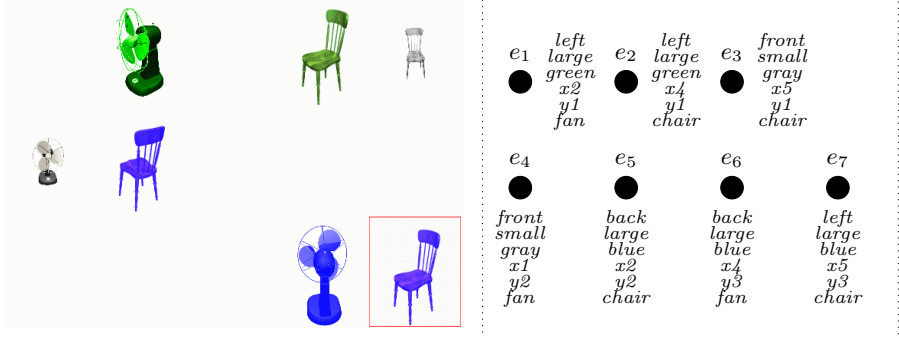 e1 left large green x2 y1 fan
e2 left large green x4 y1 chair
e3 front small gray x5 y1 chair
e4
front
small
gray
x1
y2
fan
e5
back
large
blue
x2
y2
chair
e6
back
large
blue
x4
y3
fan
e7
left
large
blue
x5
y3
chair